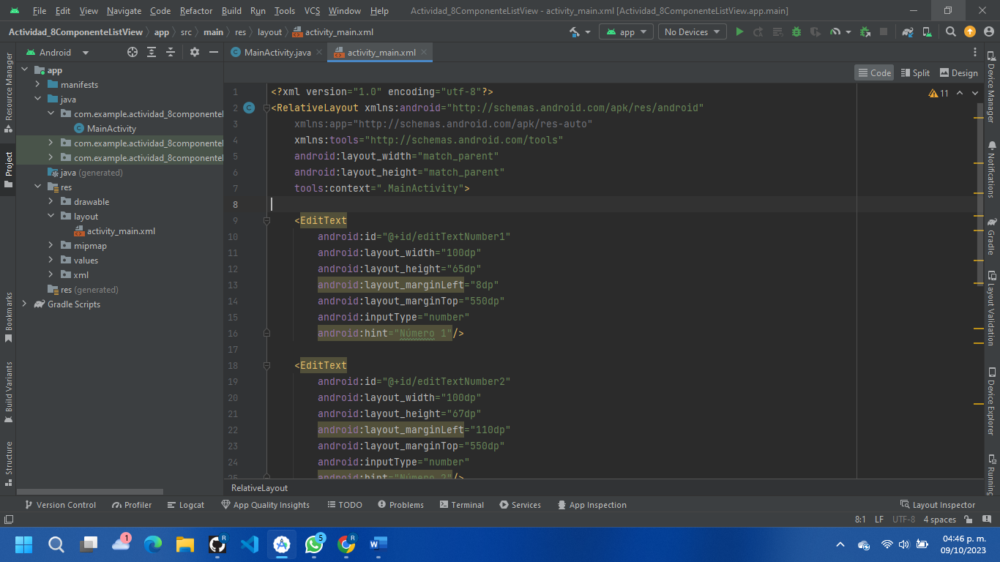 File Edit View Navigate Code Refactor Build Run Tools VCS Window Help Actividad_8ComponenteListView - activity_main.xml [Actividad_8ComponenteListView.app.main]
Actividad_8ComponenteListView app src main res layout activity_main.xml app No Devices
Android MainActivity.java activity_main.xml
Code Split Design
Resource Manager
Project
Bookmarks
Build Variants
Structure
app
manifests
java
com.example.actividad_8componentel
MainActivity
com.example.actividad_8componentel
com.example.actividad_8componentel
java (generated)
res
drawable
layout
activity_main.xml
mipmap
values
xml
res (generated)
Gradle Scripts
11
1 <?xml version="1.0" encoding="utf-8"?>
2 <RelativeLayout xmlns:android="http://schemas.android.com/apk/res/android"
3 xmlns:app="http://schemas.android.com/apk/res-auto"
4 xmlns:tools="http://schemas.android.com/tools"
5 android:layout_width="match_parent"
6 android:layout_height="match_parent"
7 tools:context=".MainActivity">
8
9 <EditText
10 android:id="@+id/editTextNumber1"
11 android:layout_width="100dp"
12 android:layout_height="65dp"
13 android:layout_marginLeft="8dp"
14 android:layout_marginTop="550dp"
15 android:inputType="number"
16 android:hint="Número 1"/>
17
18 <EditText
19 android:id="@+id/editTextNumber2"
20 android:layout_width="100dp"
21 android:layout_height="67dp"
22 android:layout_marginLeft="110dp"
23 android:layout_marginTop="550dp"
24 android:inputType="number"
25 android:hint="Número 2"/>
RelativeLayout
Device Manager
Notifications
Gradle
Layout Validation
Device Explorer
Running
Version Control Profiler Logcat App Quality Insights TODO Problems Terminal Services App Inspection Layout Inspector
8:1 LF UTF-8 4 spaces
1 R 5 R
04:46 p. m.
09/10/2023